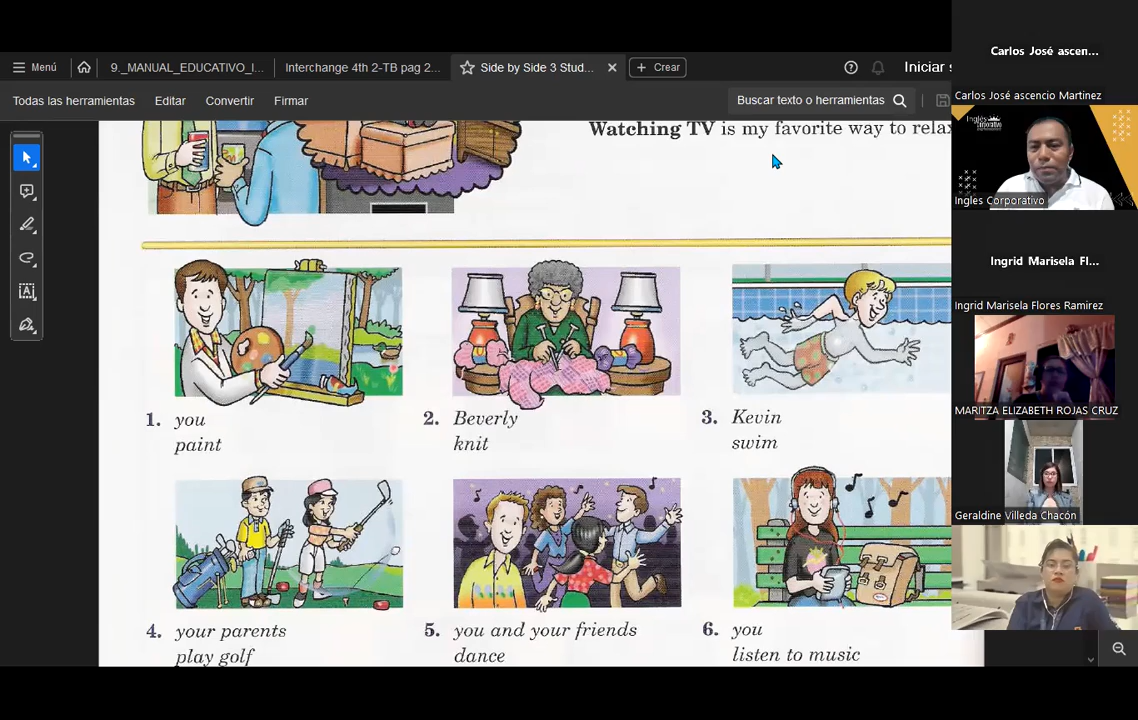 Menú
9._MANUAL_EDUCATIVO_I...
Interchange 4th 2-TB pag 2...
Side by Side 3 Stud...
Crear
Iniciar s
Todas las herramientas
Editar
Convertir
Firmar
Buscar texto o herramientas
Watching TV is my favorite way to relax
1. you
paint
2. Beverly
knit
3. Kevin
swim
4. your parents
play golf
5. you and your friends
dance
6. you
listen to music
Carlos José ascen...
Carlos José ascencio Martinez
Inglés
Corporativo
Ingles Corporativo
Ingrid Marisela Fl...
Ingrid Marisela Flores Ramirez
MARITZA ELIZABETH ROJAS CRUZ
Geraldine Villeda Chacón